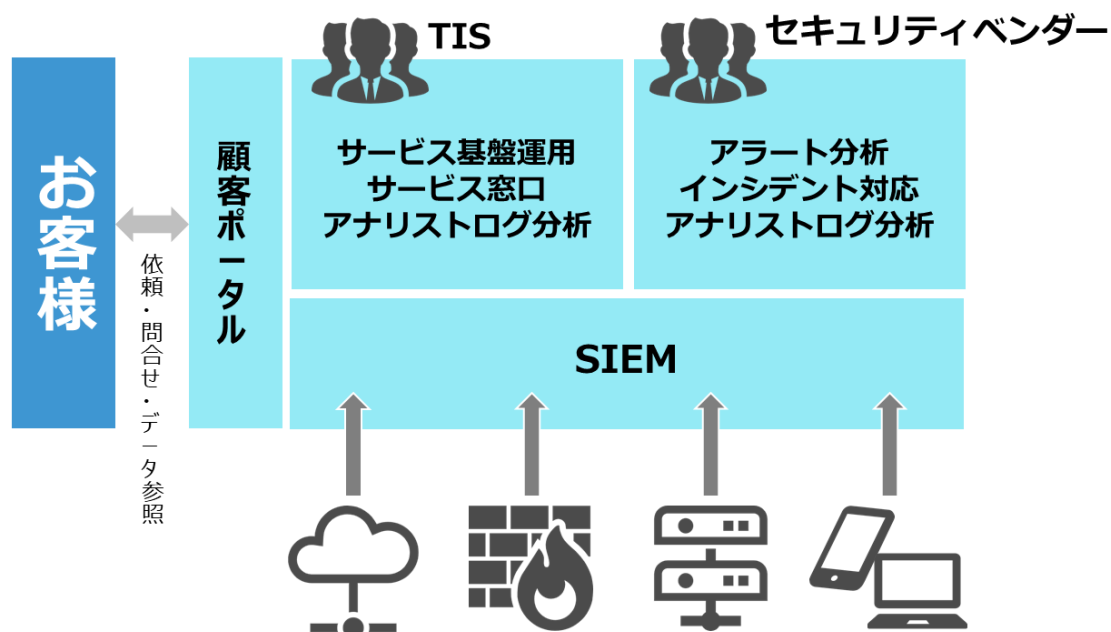 TIS
セキュリティベンダー
お客様
依頼・問合せ・データ参照
顧客ポータル
サービス基盤運用
サービス窓口
アナリストログ分析
アラート分析
インシデント対応
アナリストログ分析
SIEM